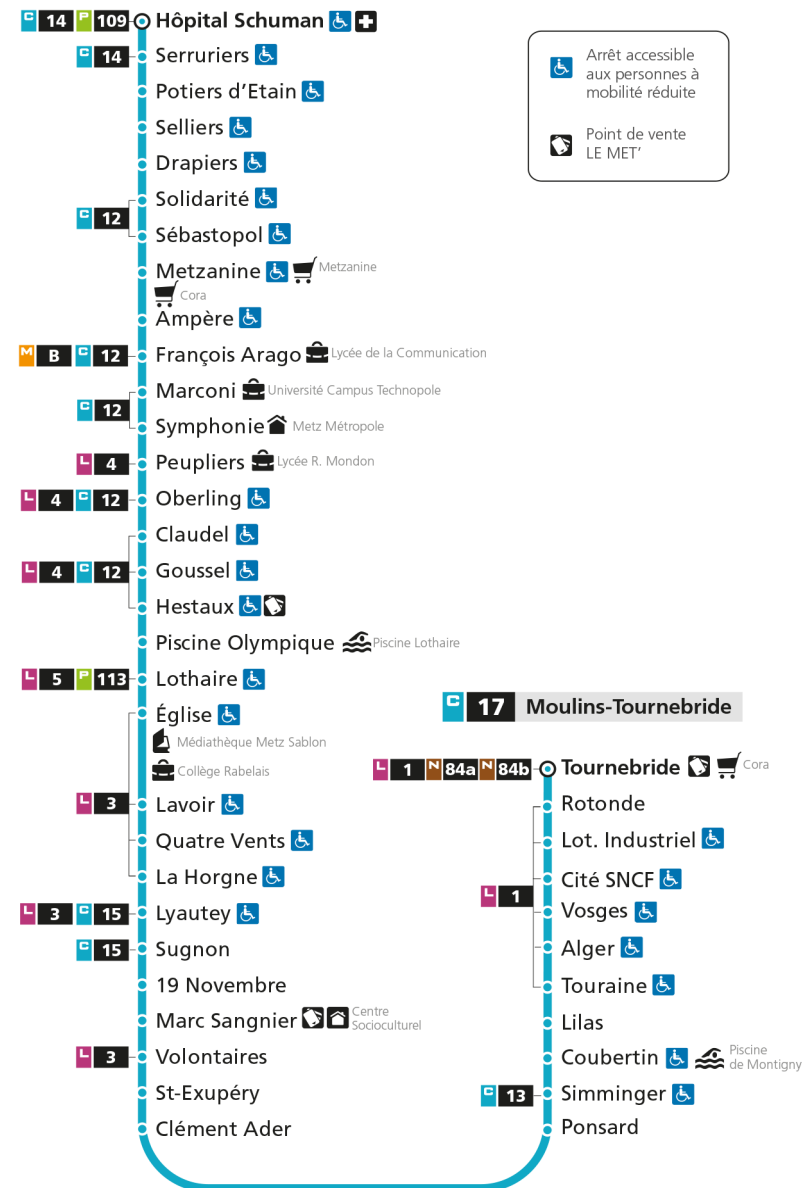 C 14 P 109 Hôpital Schuman
C 14 Serruriers
Potiers d’Etain
Selliers
Drapiers
Solidarité
C 12
Sébastopol
Metzanine Metzanine
Cora
Ampère
M B C 12 François Arago Lycée de la Communication
Marconi Université Campus Technopole
C 12
Symphonie Metz Métropole
L 4 Peupliers Lycée R. Mondon
L 4 C 12 Oberling
Claudel
L 4 C 12 Goussel
Hestaux
Piscine Olympique Piscine Lothaire
L 5 P 113 Lothaire
Église
Médiathèque Metz Sablon
Collège Rabelais
L 3 Lavoir
Quatre Vents
La Horgne
L 3 C 15 Lyautey
C 15 Sugnon
19 Novembre
Marc Sangnier Centre
Socioculturel
L 3 Volontaires
St-Exupéry
Clément Ader
Arrêt accessible
aux personnes à
mobilité réduite
Point de vente
LE MET’
C 17 Moulins-Tournebride
L 1 N 84a N 84b Tournebride Cora
Rotonde
Lot. Industriel
Cité SNCF
L 1
Vosges
Alger
Touraine
Lilas
Coubertin Piscine
de Montigny
C 13 Simminger
Ponsard